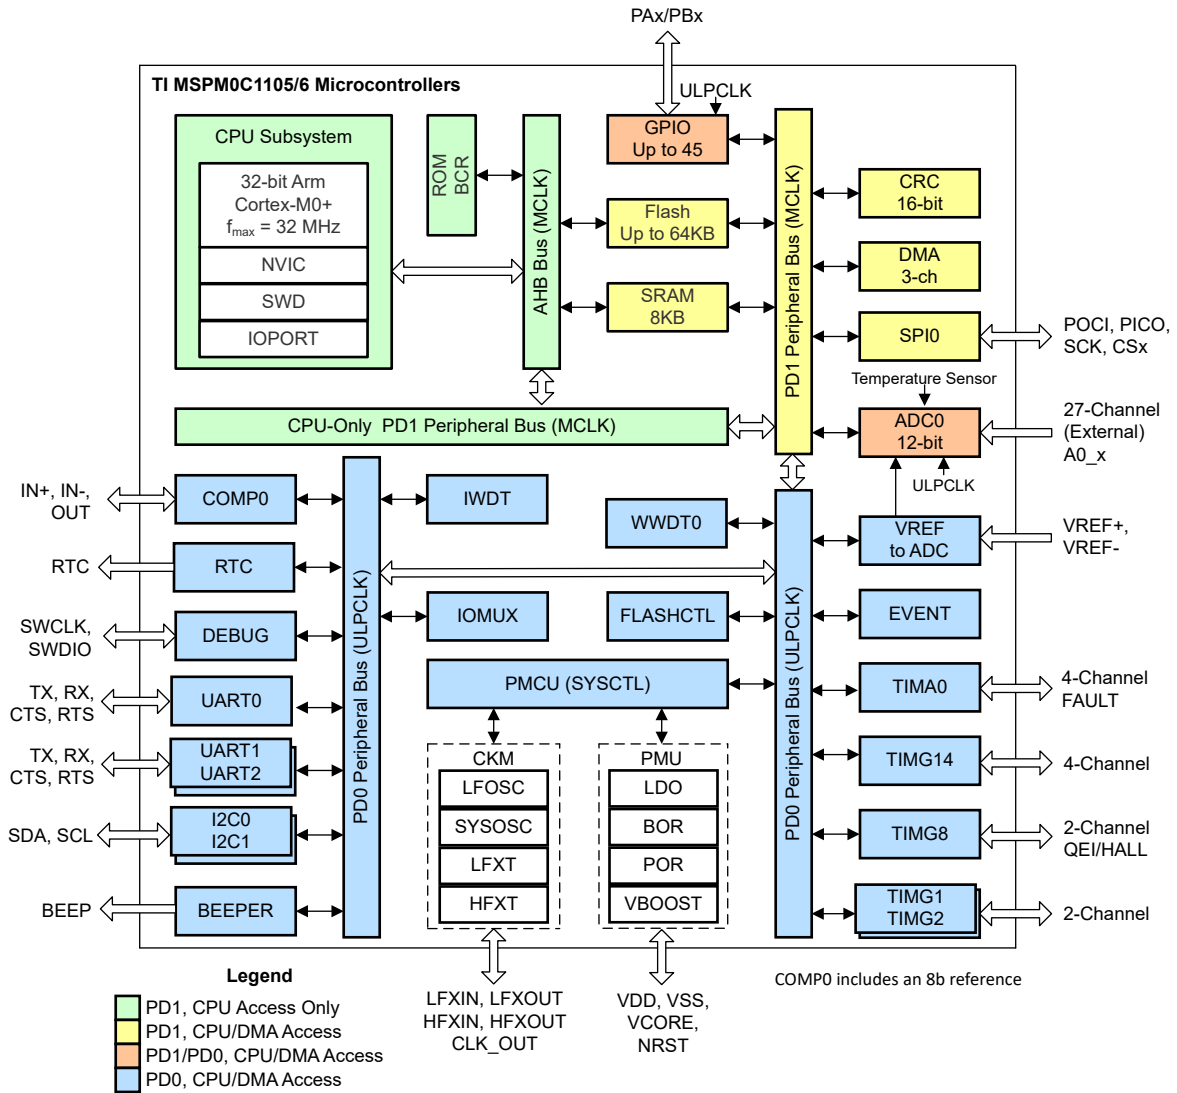 PAx/PBx
TI MSPM0C1105/6 Microcontrollers
ULPCLK
CPU Subsystem
32-bit Arm
Cortex-M0+
fmax = 32 MHz
NVIC
SWD
IOPORT
ROM
BCR
AHB Bus (MCLK)
GPIO
Up to 45
Flash
Up to 64KB
SRAM
8KB
PD1 Peripheral Bus (MCLK)
CRC
16-bit
DMA
3-ch
SPI0
POCI, PICO,
SCK, CSx
Temperature Sensor
ADC0
12-bit
27-Channel
(External)
A0_x
ULPCLK
CPU-Only PD1 Peripheral Bus (MCLK)
IN+, IN-,
OUT
COMP0
RTC
RTC
SWCLK,
SWDIO
DEBUG
TX, RX,
CTS, RTS
UART0
TX, RX,
CTS, RTS
UART1
UART2
SDA, SCL
I2C0
I2C1
BEEP
BEEPER
PD0 Peripheral Bus (ULPCLK)
IWDT
IOMUX
WWDT0
FLASHCTL
PMCU (SYSCTL)
CKM
LFOSC
SYSOSC
LFXT
HFXT
PMU
LDO
BOR
POR
VBOOST
PD0 Peripheral Bus (ULPCLK)
VREF
to ADC
VREF+,
VREF-
EVENT
TIMA0
4-Channel
FAULT
TIMG14
4-Channel
TIMG8
2-Channel
QEI/HALL
TIMG1
TIMG2
2-Channel
LFXIN, LFXOUT
HFXIN, HFXOUT
CLK_OUT
VDD, VSS,
VCORE,
NRST
COMP0 includes an 8b reference
Legend
PD1, CPU Access Only
PD1, CPU/DMA Access
PD1/PD0, CPU/DMA Access
PD0, CPU/DMA Access